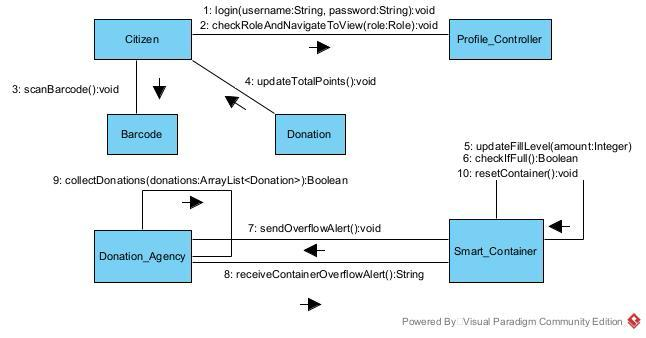 1: login(username:String, password:String):void
2: checkRoleAndNavigateToView(role:Role):void
Citizen
Profile_Controller
4: updateTotalPoints():void
3: scanBarcode():void
Barcode
Donation
5: updateFillLevel(amount:Integer)
6: checkIfFull():Boolean
10: resetContainer():void
9: collectDonations(donations:ArrayList<Donation>):Boolean
7: sendOverflowAlert():void
Donation_Agency
Smart_Container
8: receiveContainerOverflowAlert():String
Powered By Visual Paradigm Community Edition